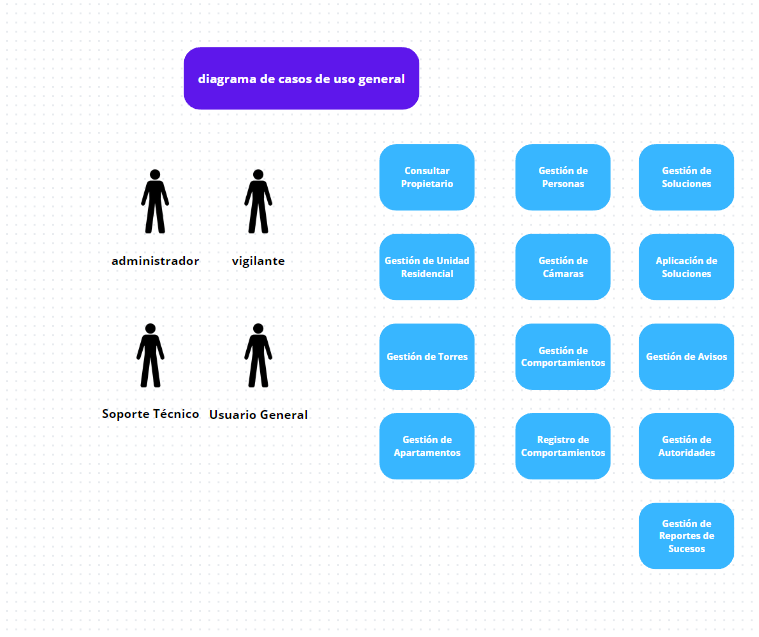 diagrama de casos de uso general
administrador
vigilante
Soporte Técnico
Usuario General
Consultar
Propietario
Gestión de
Personas
Gestión de
Soluciones
Gestión de Unidad
Residencial
Gestión de
Cámaras
Aplicación de
Soluciones
Gestión de Torres
Gestión de
Comportamientos
Gestión de Avisos
Gestión de
Apartamentos
Registro de
Comportamientos
Gestión de
Autoridades
Gestión de
Reportes de
Sucesos